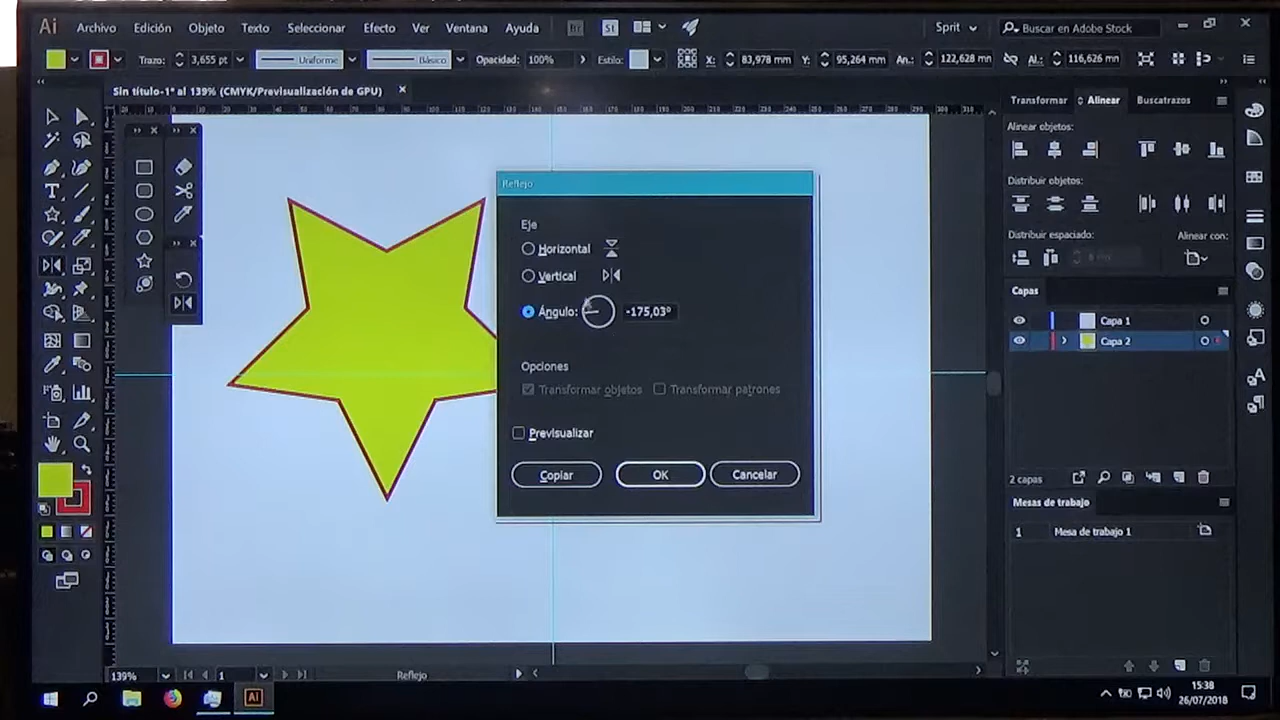 Ai Archivo Edición Objeto Texto Seleccionar Efecto Ver Ventana Ayuda Br St Sprit Buscar en Adobe Stock
Trazo: 3,655 pt Uniforme Básico Opacidad: 100% Estilo: X: 83,978 mm Y: 95,264 mm An.: 122,628 mm Al.: 116,626 mm
Sin título-1* al 139% (CMYK/Previsualización de GPU)
Transformar Alinear Buscatrazos
Alinear objetos:
Distribuir objetos:
Distribuir espaciado: Alinear con:
Reflejo
Eje
Horizontal
Vertical
Ángulo: -175,03°
Opciones
Transformar objetos Transformar patrones
Previsualizar
Copiar OK Cancelar
Capas
Capa 1
Capa 2
2 capas
Mesas de trabajo
1 Mesa de trabajo 1
139% 1 Reflejo
Ai
15:38
26/07/2018